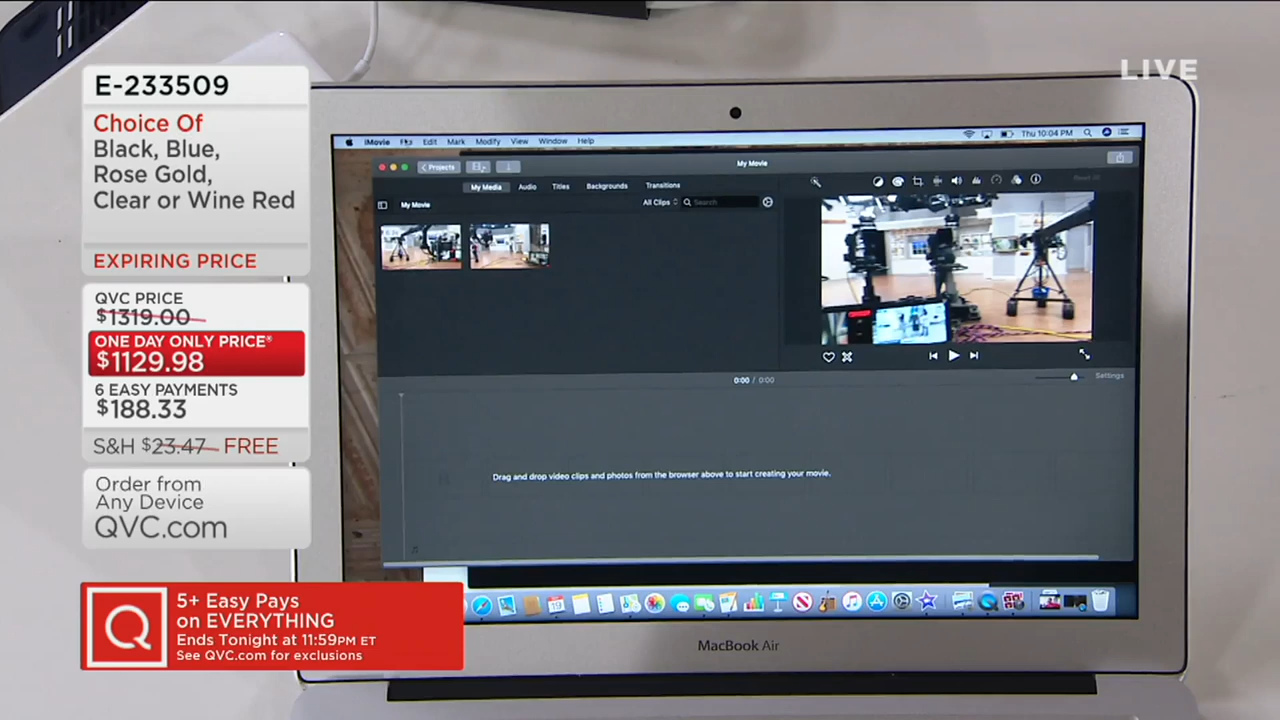 LIVE
E-233509
Choice Of
Black, Blue,
Rose Gold,
Clear or Wine Red
EXPIRING PRICE
QVC PRICE
$1319.00
ONE DAY ONLY PRICE®
$1129.98
6 EASY PAYMENTS
$188.33
S&H $23.47 FREE
Order from
Any Device
QVC.com
Q
5+ Easy Pays
on EVERYTHING
Ends Tonight at 11:59PM ET
See QVC.com for exclusions
iMovie File Edit Mark Modify View Window Help
Thu 10:04 PM
Projects
My Movie
My Media Audio Titles Backgrounds Transitions
My Movie
All Clips
Search
0:00 / 0:00
Settings
Drag and drop video clips and photos from the browser above to start creating your movie.
MacBook Air